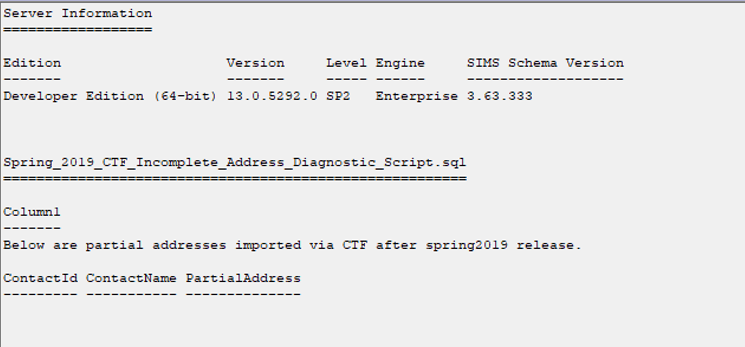 Server Information
==================
Edition Version Level Engine SIMS Schema Version
------- ------- ----- ------ -------------------
Developer Edition (64-bit) 13.0.5292.0 SP2 Enterprise 3.63.333
Spring_2019_CTF_Incomplete_Address_Diagnostic_Script.sql
========================================================
Column1
-------
Below are partial addresses imported via CTF after spring2019 release.
ContactId ContactName PartialAddress
--------- ----------- --------------